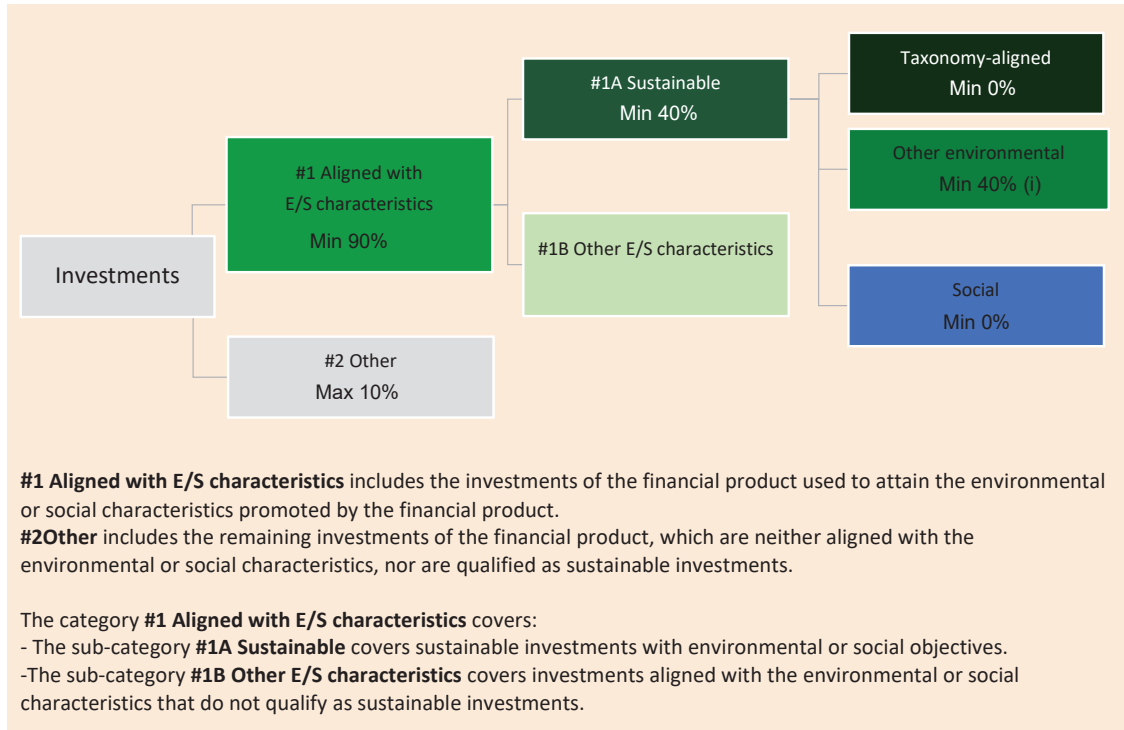 Investments
#1 Aligned with
E/S characteristics
Min 90%
#2 Other
Max 10%
#1A Sustainable
Min 40%
#1B Other E/S characteristics
Taxonomy-aligned
Min 0%
Other environmental
Min 40% (i)
Social
Min 0%
#1 Aligned with E/S characteristics includes the investments of the financial product used to attain the environmental
or social characteristics promoted by the financial product.
#2Other includes the remaining investments of the financial product, which are neither aligned with the
environmental or social characteristics, nor are qualified as sustainable investments.
The category #1 Aligned with E/S characteristics covers:
- The sub-category #1A Sustainable covers sustainable investments with environmental or social objectives.
-The sub-category #1B Other E/S characteristics covers investments aligned with the environmental or social
characteristics that do not qualify as sustainable investments.